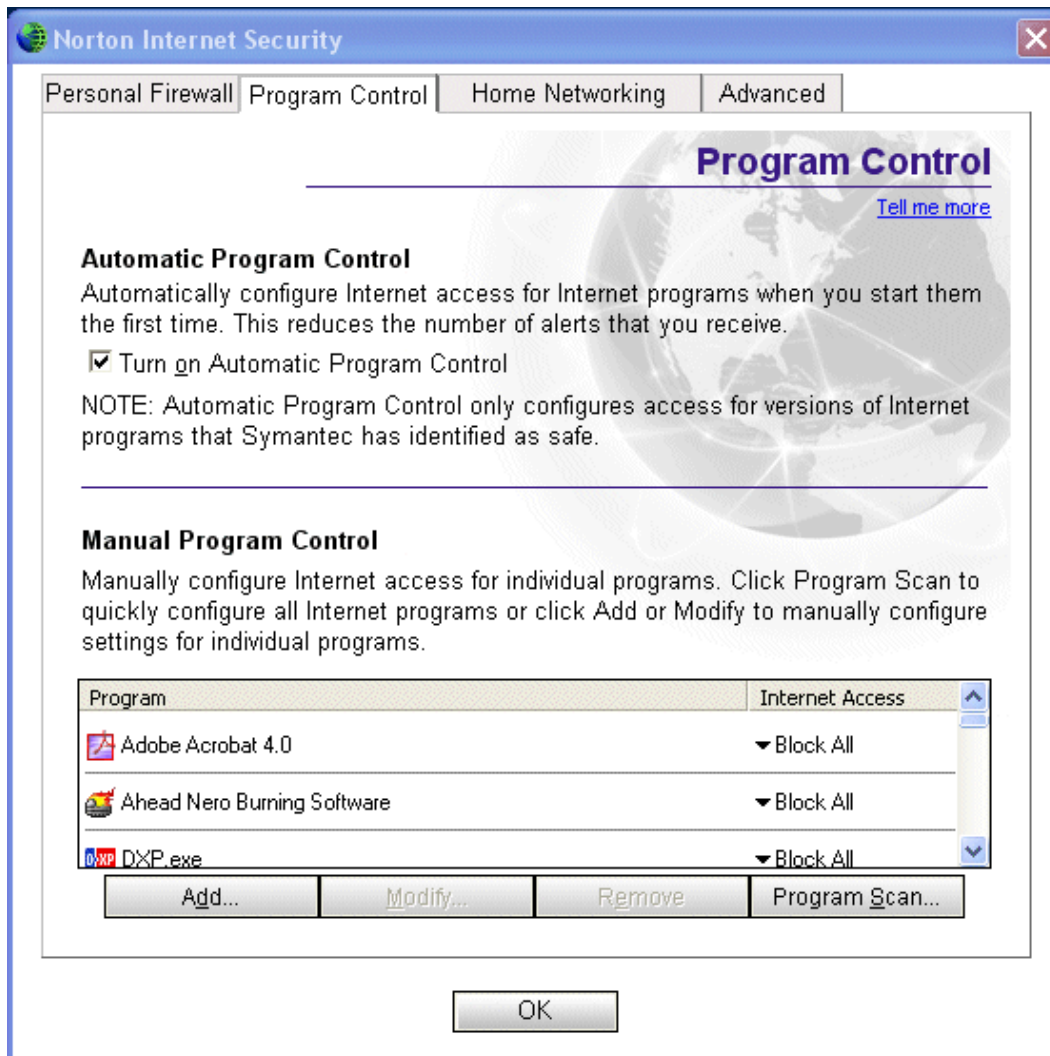 Norton Internet Security
Personal Firewall Program Control Home Networking Advanced
Program Control
Tell me more
Automatic Program Control
Automatically configure Internet access for Internet programs when you start them
the first time. This reduces the number of alerts that you receive.
Turn on Automatic Program Control
NOTE: Automatic Program Control only configures access for versions of Internet
programs that Symantec has identified as safe.
Manual Program Control
Manually configure Internet access for individual programs. Click Program Scan to
quickly configure all Internet programs or click Add or Modify to manually configure
settings for individual programs.
Program Internet Access
Adobe Acrobat 4.0 Block All
Ahead Nero Burning Software Block All
DXP DXP.exe Block All
Add... Modify... Remove Program Scan...
OK